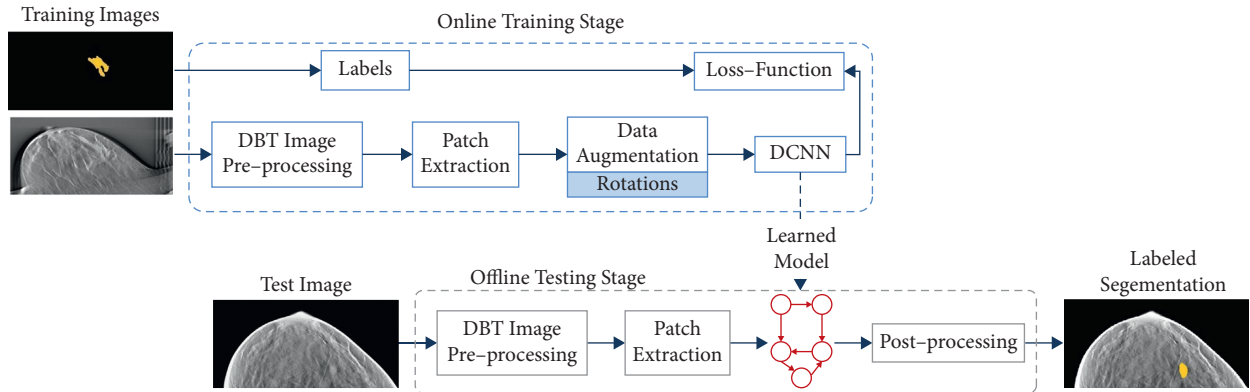 Training Images
Online Training Stage
Labels
Loss–Function
DBT Image
Pre–processing
Patch
Extraction
Data
Augmentation
Rotations
DCNN
Learned
Model
Test Image
Offline Testing Stage
Labeled
Segementation
DBT Image
Pre–processing
Patch
Extraction
Post–processing